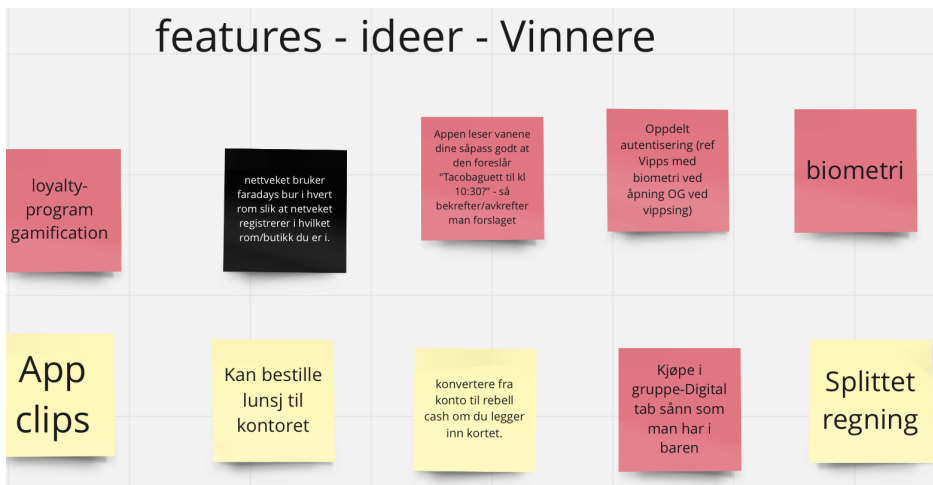 features - ideer - Vinnere
loyalty-
program
gamification
nettveket bruker
faradays bur i hvert
rom slik at netveket
registrerer i hvilket
rom/butikk du er i.
Appen leser vanene
dine såpass godt at
den foreslår
"Tacobaguett til kl
10:30?" - så
bekrefter/avkrefter
man forslaget
Oppdelt
autentisering (ref
Vipps med
biometri ved
åpning OG ved
vippsing)
biometri
App
clips
Kan bestille
lunsj til
kontoret
konvertere fra
konto til rebell
cash om du legger
inn kortet.
Kjøpe i
gruppe-Digital
tab sånn som
man har i
baren
Splittet
regning